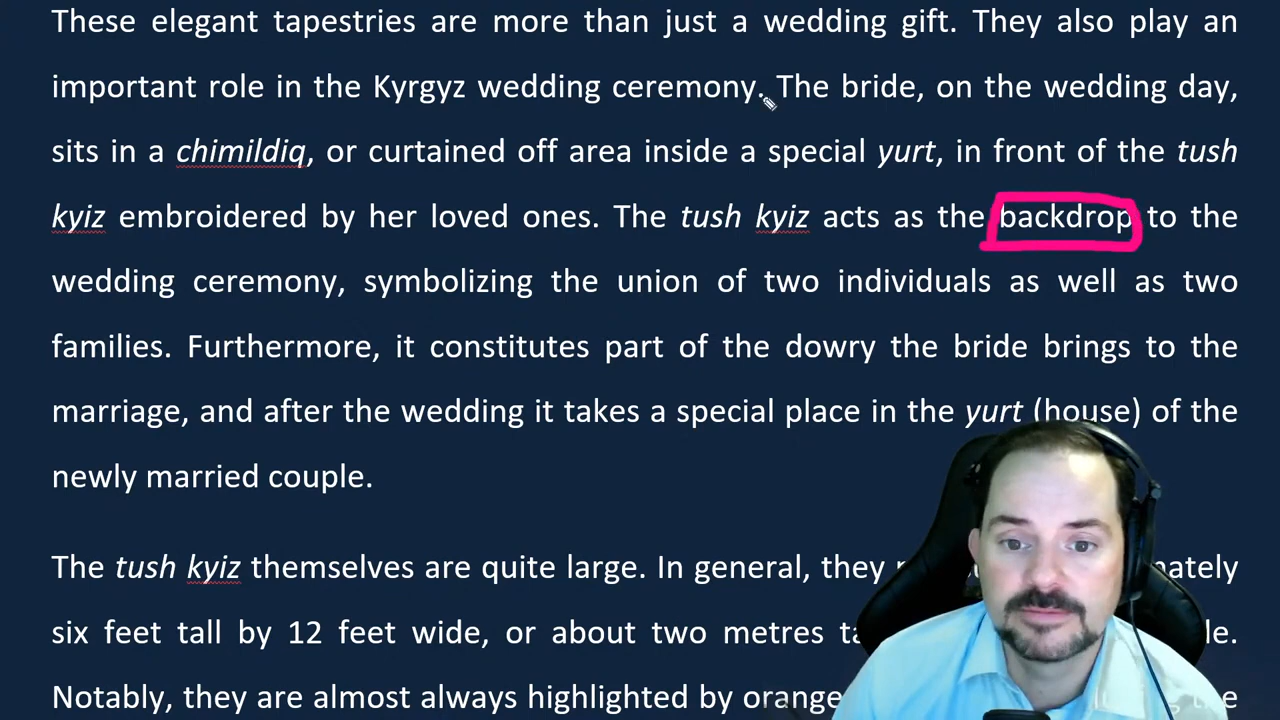 These elegant tapestries are more than just a wedding gift. They also play an
important role in the Kyrgyz wedding ceremony. The bride, on the wedding day,
sits in a chimildiq, or curtained off area inside a special yurt, in front of the tush
kyiz embroidered by her loved ones. The tush kyiz acts as the backdrop to the
wedding ceremony, symbolizing the union of two individuals as well as two
families. Furthermore, it constitutes part of the dowry the bride brings to the
marriage, and after the wedding it takes a special place in the yurt (house) of the
newly married couple.
The tush kyiz themselves are quite large. In general, they
six feet tall by 12 feet wide, or about two metres
Notably, they are almost always highlighted by orange